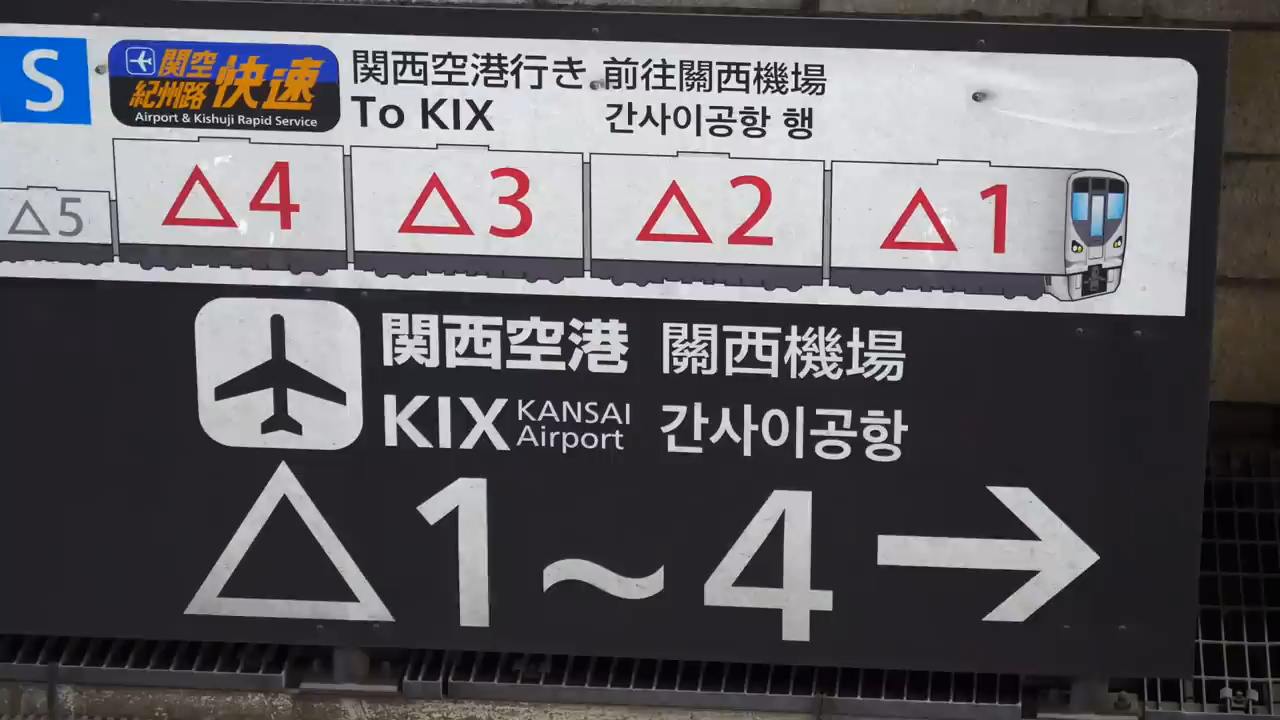 S
関空
紀州路 快速
Airport & Kishuji Rapid Service
関西空港行き 前往關西機場
To KIX 간사이공항 행
△5 △4 △3 △2 △1
関西空港 關西機場
KIX KANSAI Airport 간사이공항
△1~4→